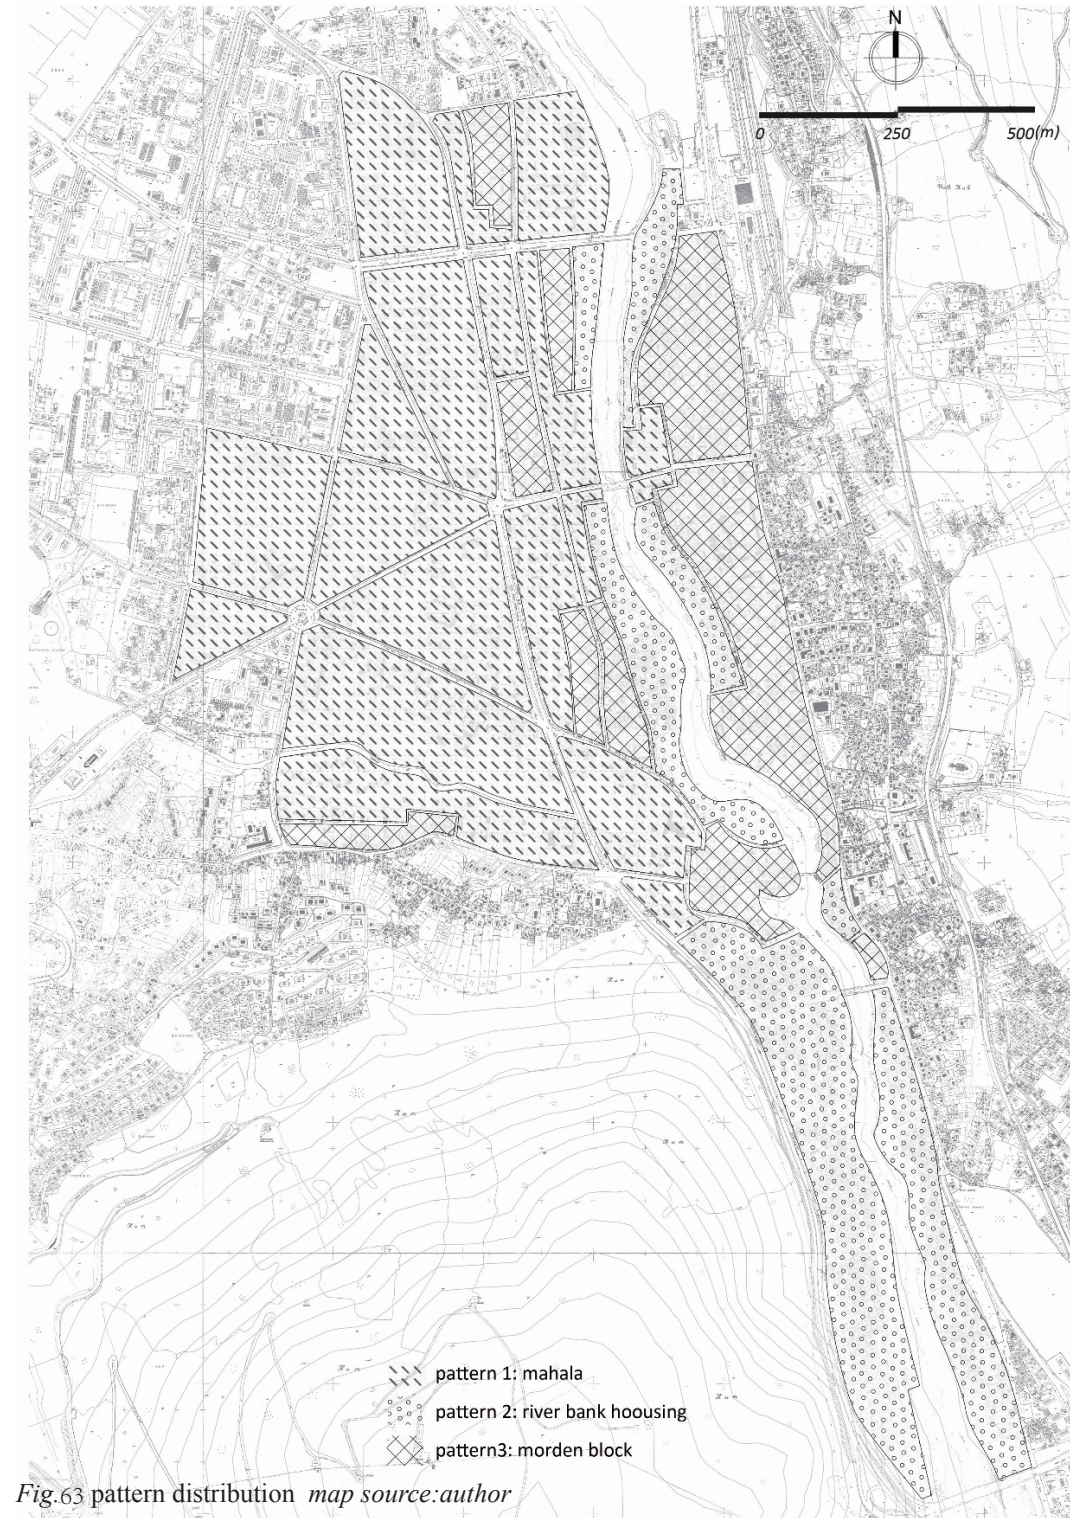 N
0 250 500(m)
pattern 1: mahala
pattern 2: river bank hoousing
pattern3: morden block
Fig.63 pattern distribution map source:author